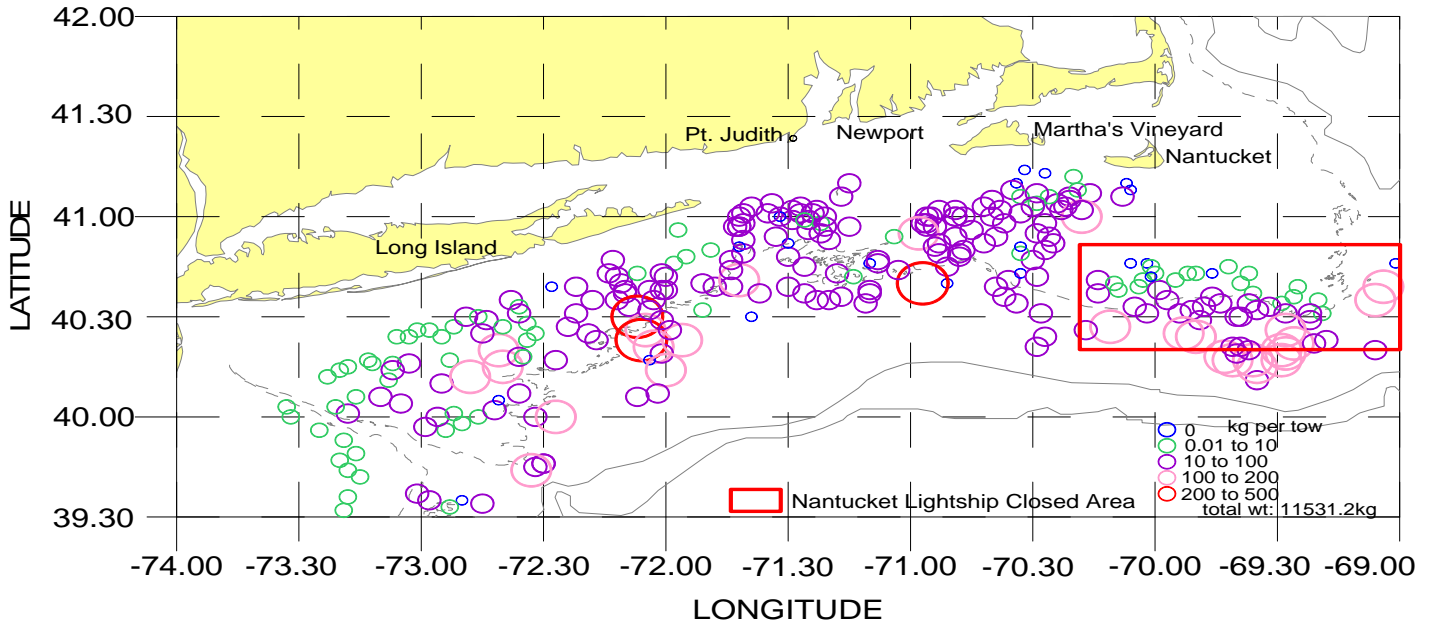 42.00
41.30
41.00
40.30
40.00
39.30
LATITUDE
Pt. Judith
Newport
Martha's Vineyard
Nantucket
Long Island
kg per tow
0
0.01 to 10
10 to 100
100 to 200
200 to 500
total wt: 11531.2kg
Nantucket Lightship Closed Area
-74.00 -73.30 -73.00 -72.30 -72.00 -71.30 -71.00 -70.30 -70.00 -69.30 -69.00
LONGITUDE